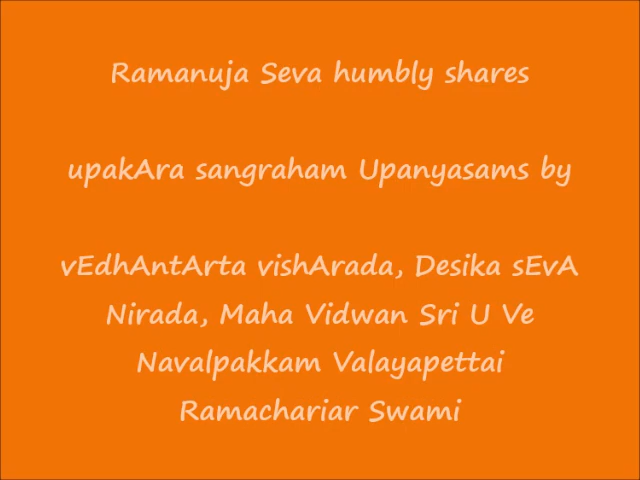 Ramanuja Seva humbly shares
upakAra sangraham Upanyasams by
vEdhAntArta vishArada, Desika sEvA
Nirada, Maha Vidwan Sri U Ve
Navalpakkam Valayapettai
Ramachariar Swami